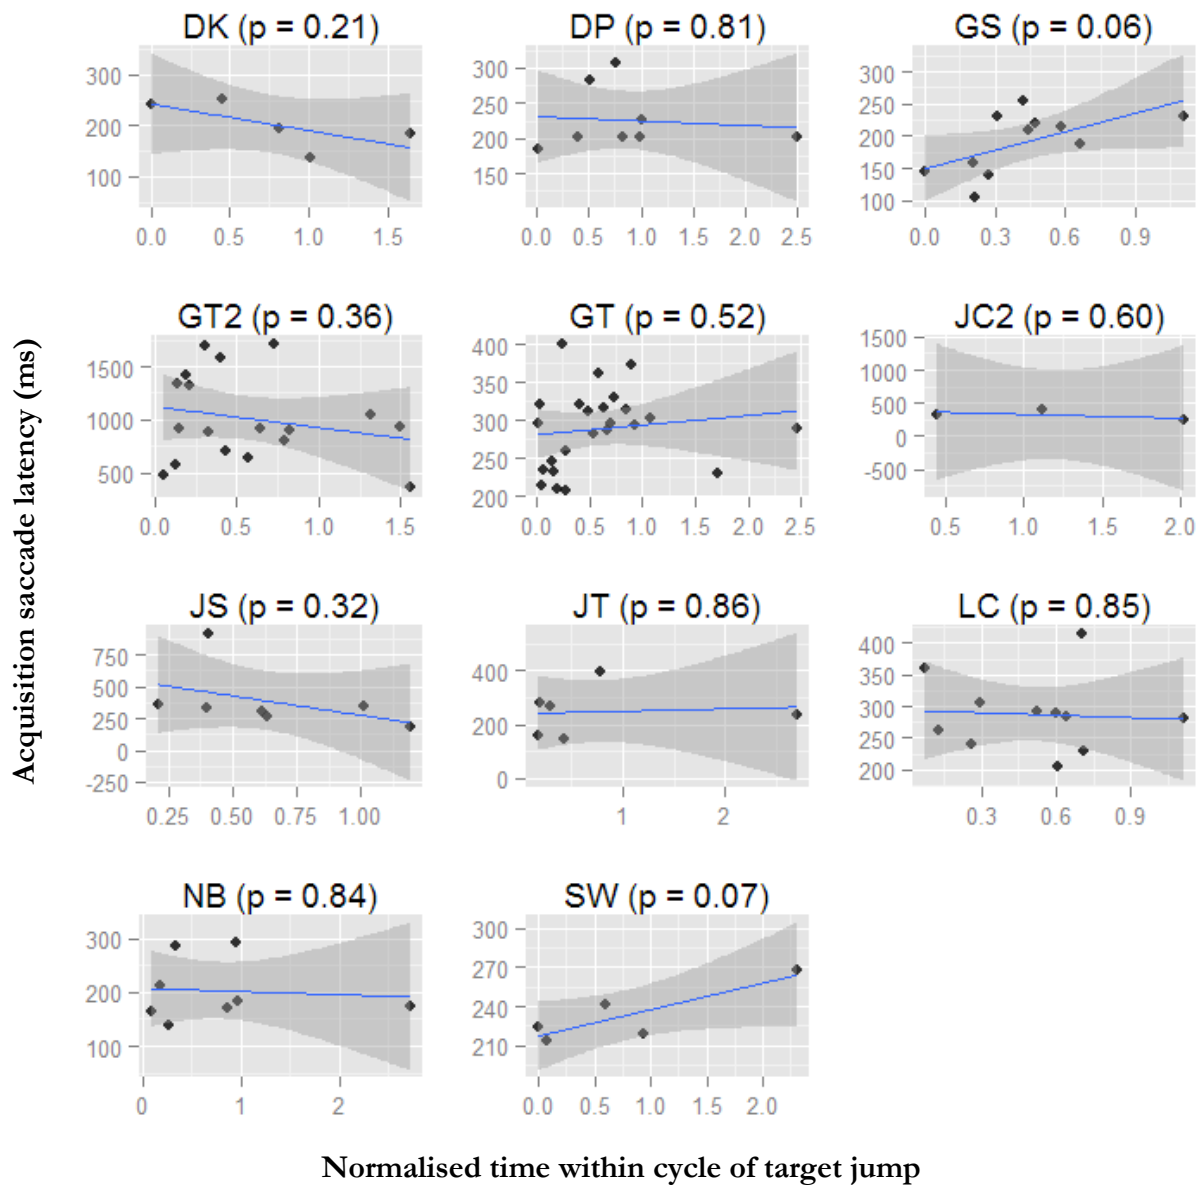 DK (p = 0.21)
DP (p = 0.81)
GS (p = 0.06)
300
200
100
0.0 0.5 1.0 1.5
300
250
200
150
0.0 0.5 1.0 1.5 2.0 2.5
300
250
200
150
100
0.0 0.3 0.6 0.9
GT2 (p = 0.36)
GT (p = 0.52)
JC2 (p = 0.60)
1500
1000
500
0.0 0.5 1.0 1.5
400
350
300
250
200
0.0 0.5 1.0 1.5 2.0 2.5
1500
1000
500
0
-500
0.5 1.0 1.5 2.0
Acquisition saccade latency (ms)
JS (p = 0.32)
JT (p = 0.86)
LC (p = 0.85)
750
500
250
0
-250
0.25 0.50 0.75 1.00
400
200
0
1 2
400
350
300
250
200
0.3 0.6 0.9
NB (p = 0.84)
SW (p = 0.07)
300
200
100
0 1 2
300
270
240
210
0.0 0.5 1.0 1.5 2.0
Normalised time within cycle of target jump